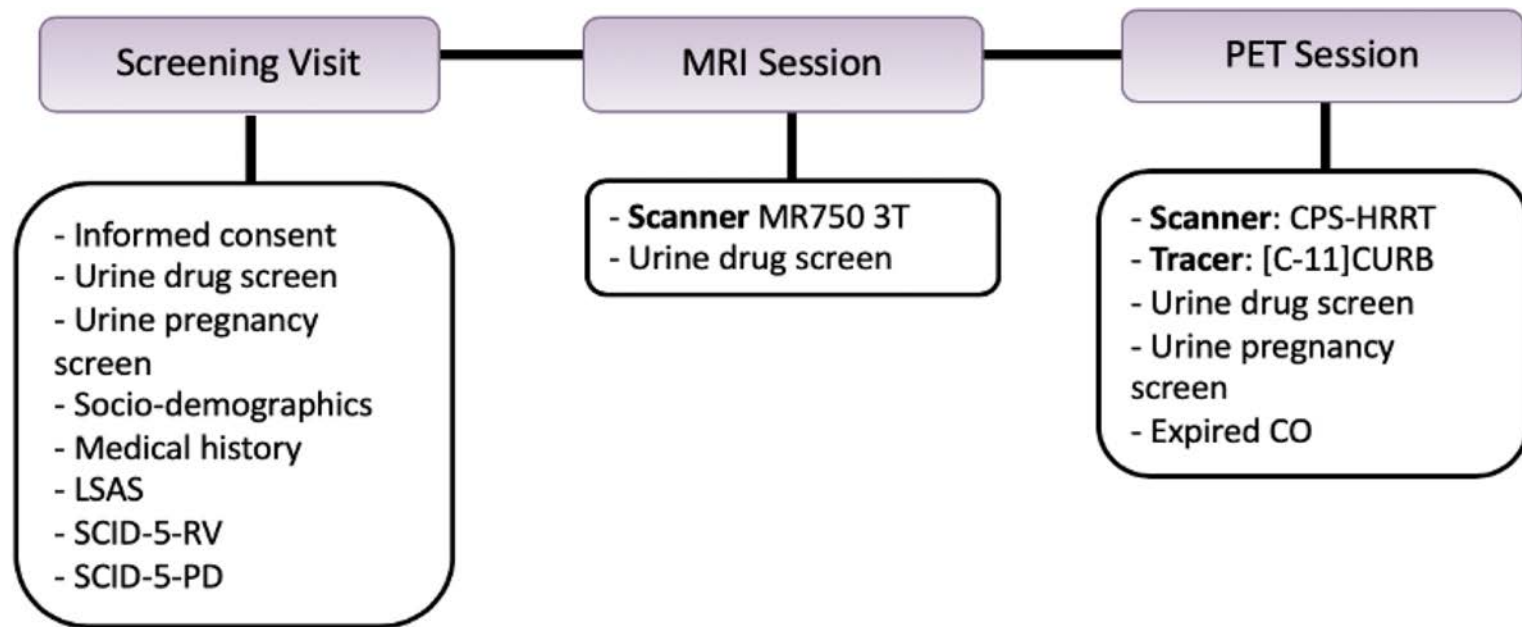 Screening Visit
MRI Session
PET Session
- Informed consent
- Urine drug screen
- Urine pregnancy
screen
- Socio-demographics
- Medical history
- LSAS
- SCID-5-RV
- SCID-5-PD
- Scanner MR750 3T
- Urine drug screen
- Scanner: CPS-HRRT
- Tracer: [C-11]CURB
- Urine drug screen
- Urine pregnancy
screen
- Expired CO